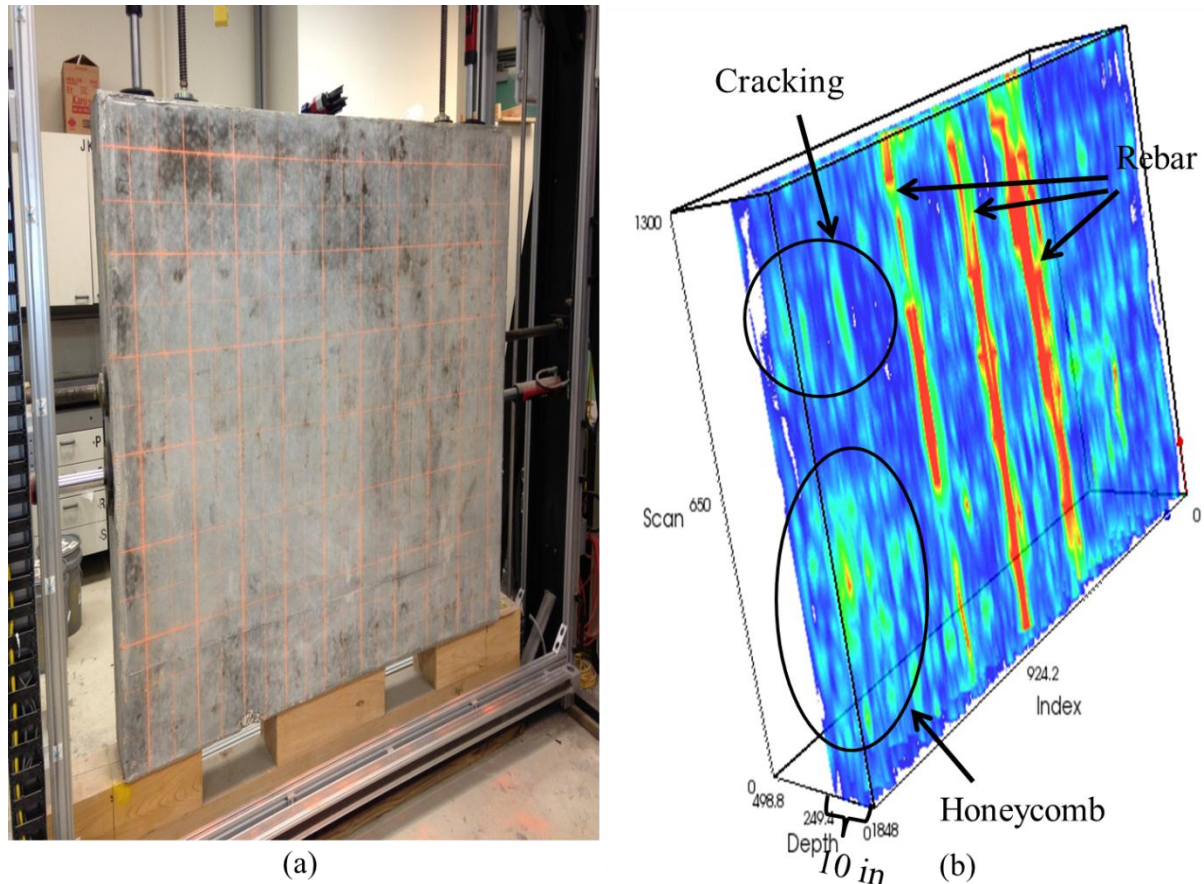 JK
P
R
S
(a)
Cracking
Rebar
1300
Scan 650
0
498.8
249.4
Depth
0
1848
10 in
924.2
Index
0
Honeycomb
(b)